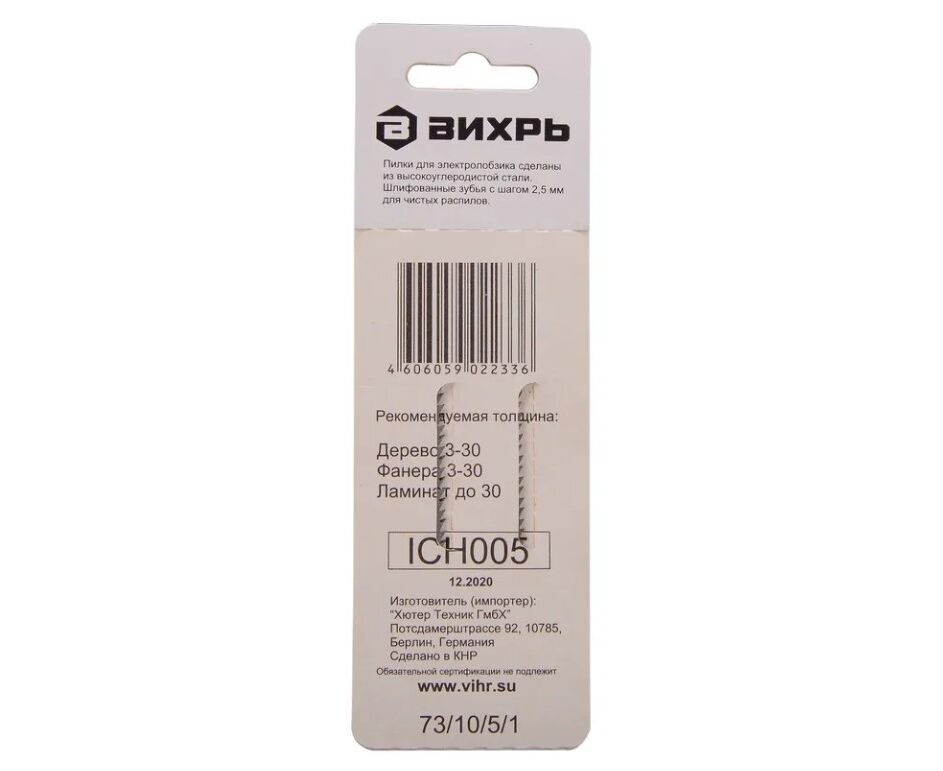 ВИХРЬ
Пилки для электролобзика сделаны
из высокоуглеродистой стали.
Шлифованные зубья с шагом 2,5 мм
для чистых распилов.
4 606059 022336
Рекомендуемая толщина:
Дерево 3-30
Фанера 3-30
Ламинат до 30
ICH005
12.2020
Изготовитель (импортер):
"Хютер Техник ГмбХ"
Потсдамерштрассе 92, 10785,
Берлин, Германия
Сделано в КНР
Обязательной сертификации не подлежит
www.vihr.su
73/10/5/1